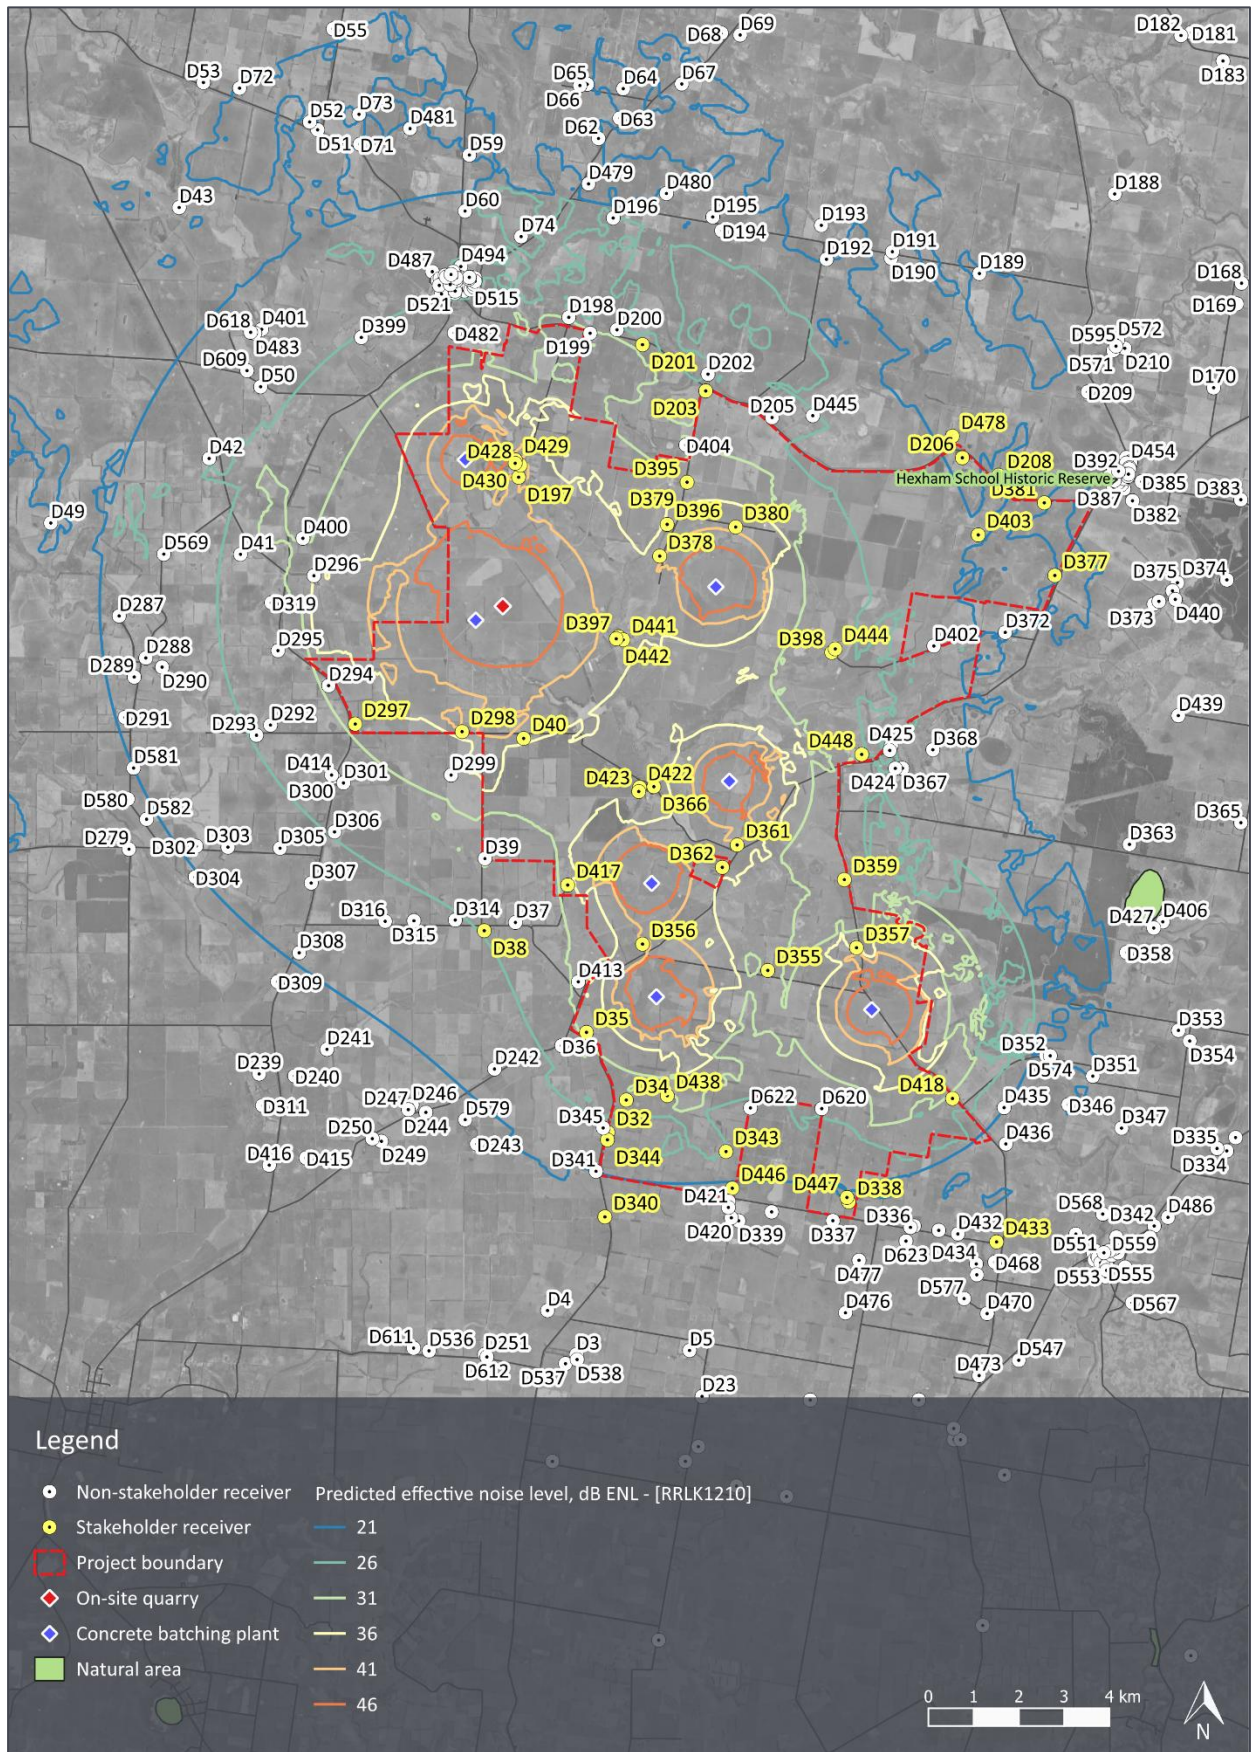 D55
D69
D68
D182
D181
D183
D53
D72
D65
D64
D67
D66
D52
D73
D481
D63
D51
D71
D62
D59
D479
D480
D188
D43
D60
D196
D195
D193
D74
D194
D192
D191
D190
D189
D487
D494
D168
D521
D515
D169
D618
D401
D399
D482
D198
D200
D199
D483
D201
D595
D572
D571
D210
D609
D50
D202
D203
D170
D209
D205
D445
D478
D206
D42
D428
D429
D404
D395
D208
D392
D454
D430
D197
Hexham School Historic Reserve
D385
D383
D379
D381
D387
D382
D49
D400
D396
D380
D403
D569
D41
D378
D296
D377
D375
D374
D287
D319
D373
D440
D397
D441
D442
D398
D444
D402
D372
D288
D295
D289
D290
D294
D291
D293
D292
D297
D298
D40
D448
D425
D368
D439
D581
D414
D301
D299
D423
D422
D424
D367
D300
D366
D580
D582
D365
D279
D302
D303
D305
D306
D39
D361
D363
D362
D304
D307
D417
D359
D316
D314
D37
D427
D406
D315
D38
D356
D357
D358
D308
D413
D355
D309
D35
D353
D241
D36
D352
D354
D239
D242
D574
D351
D240
D34
D438
D418
D311
D247
D246
D622
D620
D435
D346
D244
D579
D345
D347
D250
D249
D243
D32
D436
D335
D416
D415
D344
D343
D334
D341
D446
D447
D338
D340
D421
D568
D342
D486
D420
D339
D337
D336
D432
D433
D623
D434
D468
D551
D559
D477
D553
D555
D577
D4
D476
D470
D567
D611
D536
D251
D3
D5
D612
D537
D538
D547
D473
D23
Legend
Non-stakeholder receiver
Stakeholder receiver
Project boundary
On-site quarry
Concrete batching plant
Natural area
Predicted effective noise level, dB ENL - [RRLK1210]
21
26
31
36
41
46
0 1 2 3 4 km
N